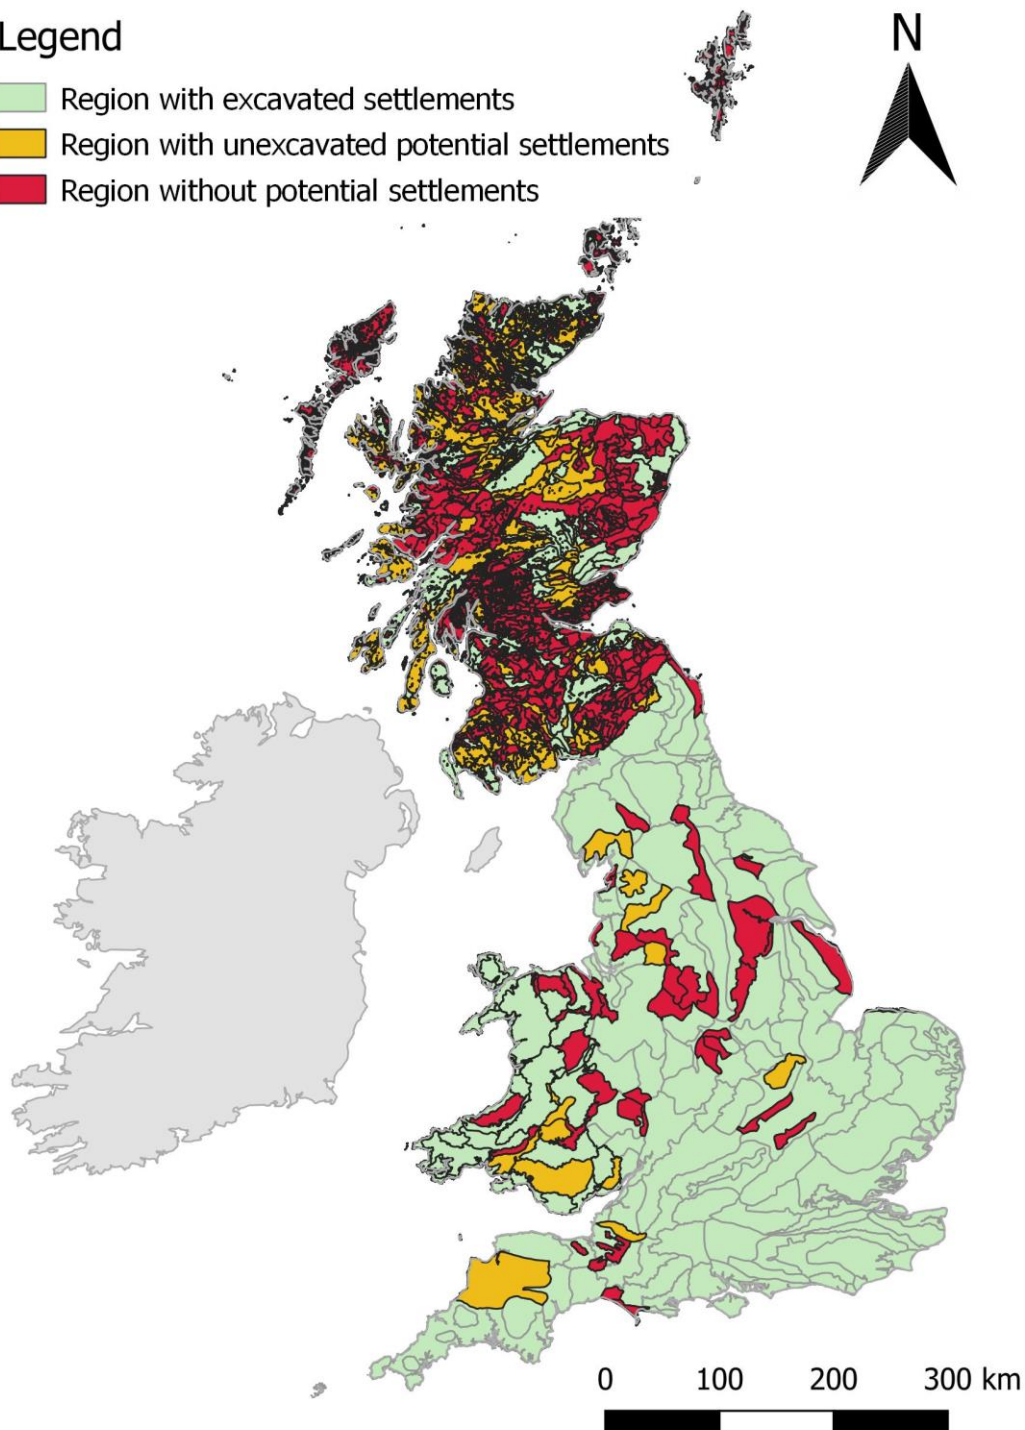 Legend
N
Region with excavated settlements
Region with unexcavated potential settlements
Region without potential settlements
0 100 200 300 km